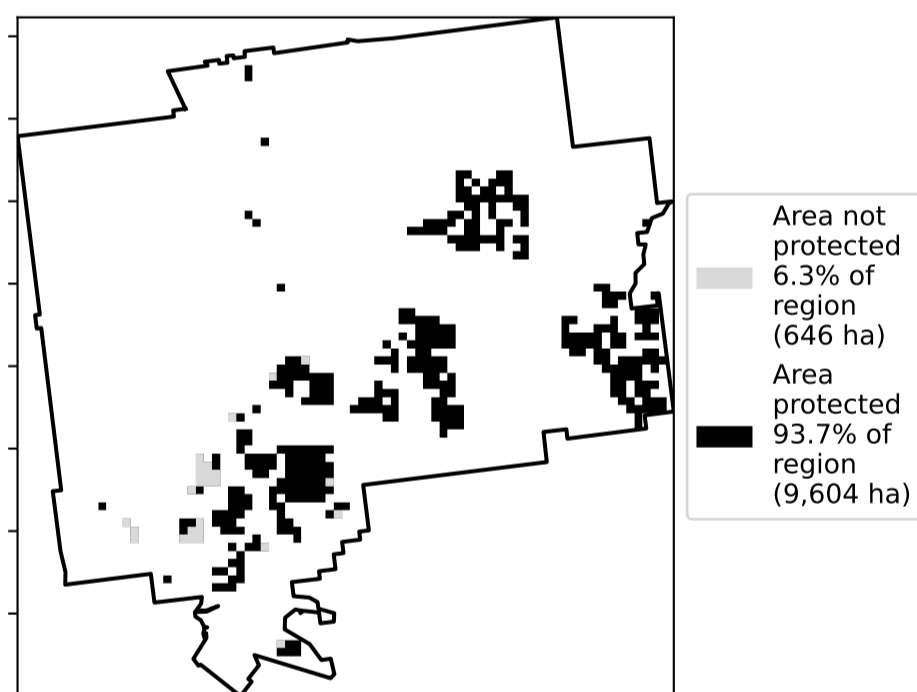 Area not
protected
6.3% of
region
(646 ha)
Area
protected
93.7% of
region
(9,604 ha)